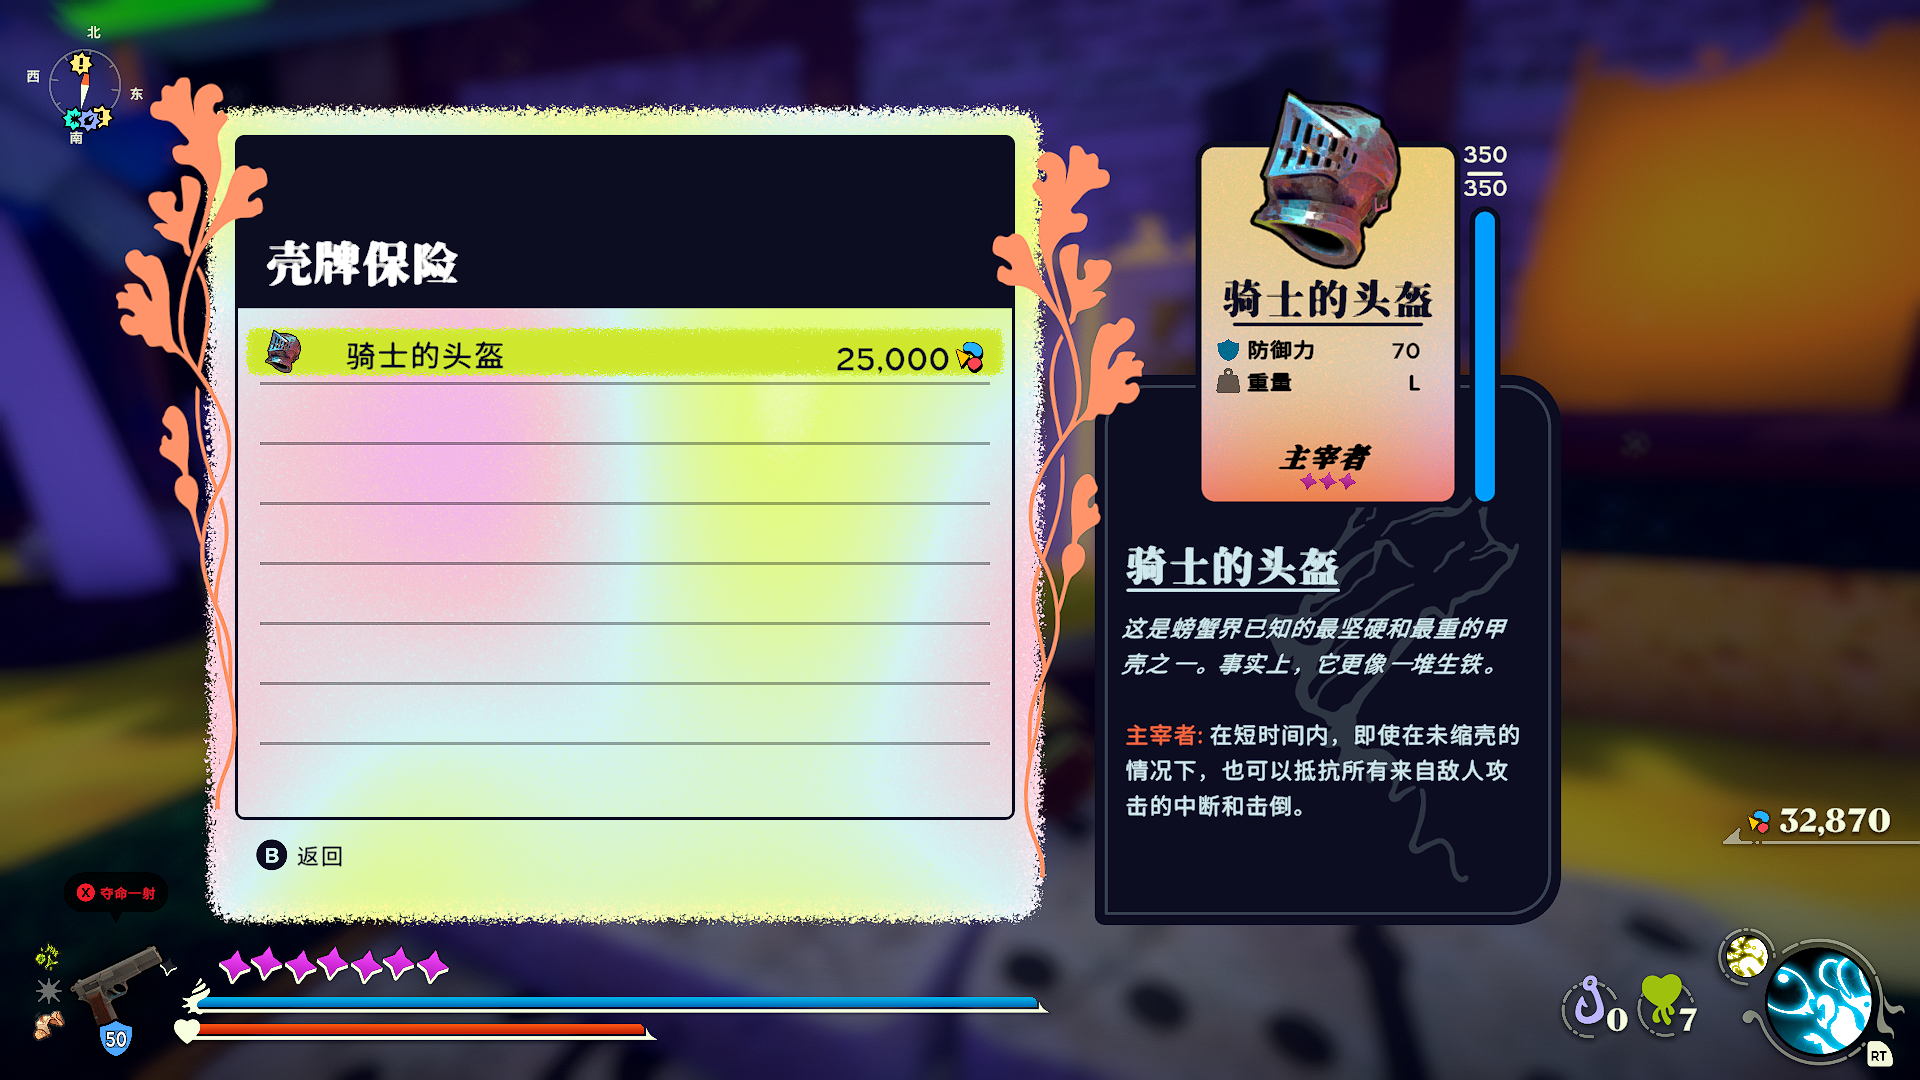 北
西
东
南
壳牌保险
骑士的头盔 25,000
B 返回
350
350
骑士的头盔
防御力 70
重量 L
主宰者
骑士的头盔
这是螃蟹界已知的最坚硬和最重的甲
壳之一。事实上，它更像一堆生铁。
主宰者: 在短时间内，即使在未缩壳的
情况下，也可以抵抗所有来自敌人攻
击的中断和击倒。
32,870
X 夺命一射
50
0
7
RT